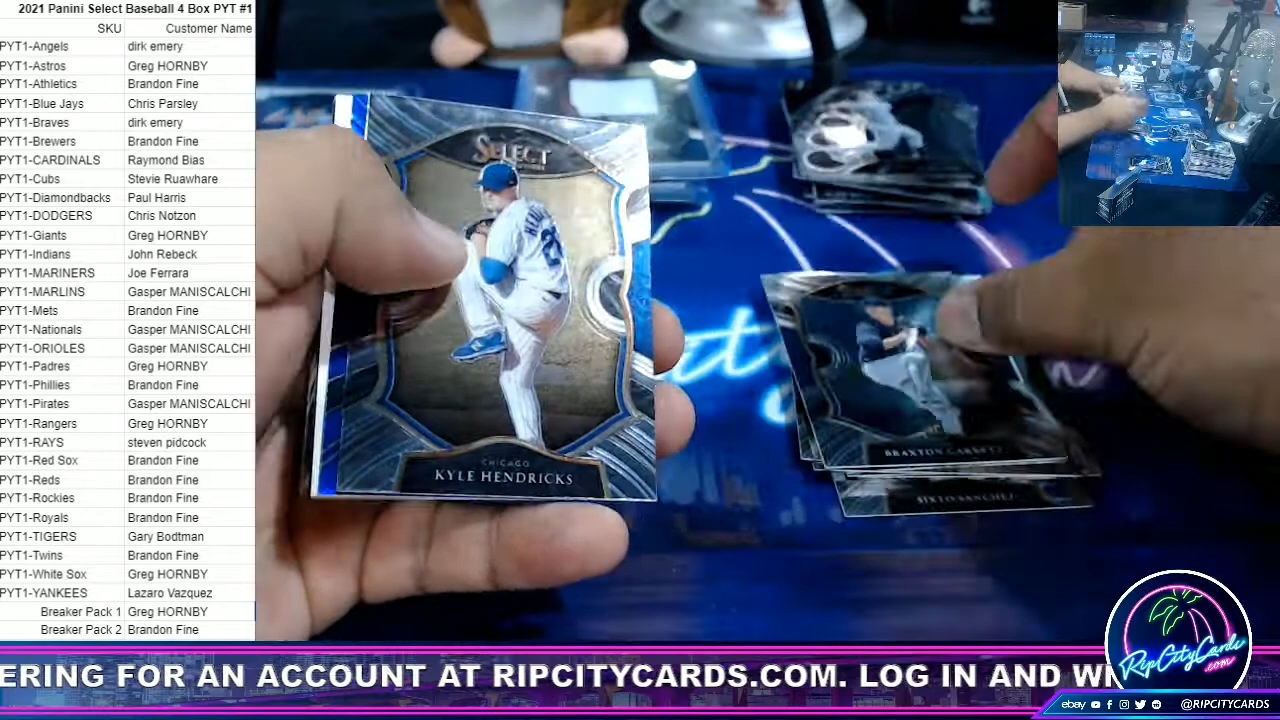 2021 Panini Select Baseball 4 Box PYT #1
SKU Customer Name
PYT1-Angels dirk emery
PYT1-Astros Greg HORNBY
PYT1-Athletics Brandon Fine
PYT1-Blue Jays Chris Parsley
PYT1-Braves dirk emery
PYT1-Brewers Brandon Fine
PYT1-CARDINALS Raymond Bias
PYT1-Cubs Stevie Ruawhare
PYT1-Diamondbacks Paul Harris
PYT1-DODGERS Chris Notzon
PYT1-Giants Greg HORNBY
PYT1-Indians John Rebeck
PYT1-MARINERS Joe Ferrara
PYT1-MARLINS Gasper MANISCALCHI
PYT1-Mets Brandon Fine
PYT1-Nationals Gasper MANISCALCHI
PYT1-ORIOLES Gasper MANISCALCHI
PYT1-Padres Greg HORNBY
PYT1-Phillies Brandon Fine
PYT1-Pirates Gasper MANISCALCHI
PYT1-Rangers Greg HORNBY
PYT1-RAYS steven pidcock
PYT1-Red Sox Brandon Fine
PYT1-Reds Brandon Fine
PYT1-Rockies Brandon Fine
PYT1-Royals Brandon Fine
PYT1-TIGERS Gary Bodtman
PYT1-Twins Brandon Fine
PYT1-White Sox Greg HORNBY
PYT1-YANKEES Lazaro Vazquez
Breaker Pack 1 Greg HORNBY
Breaker Pack 2 Brandon Fine
SELECT
CHICAGO
KYLE HENDRICKS
BRAXTON GARRETT
SIXTO SANCHEZ
ERING FOR AN ACCOUNT AT RIPCITYCARDS.COM. LOG IN AND W
RipCityCards
.com
ebay @RIPCITYCARDS